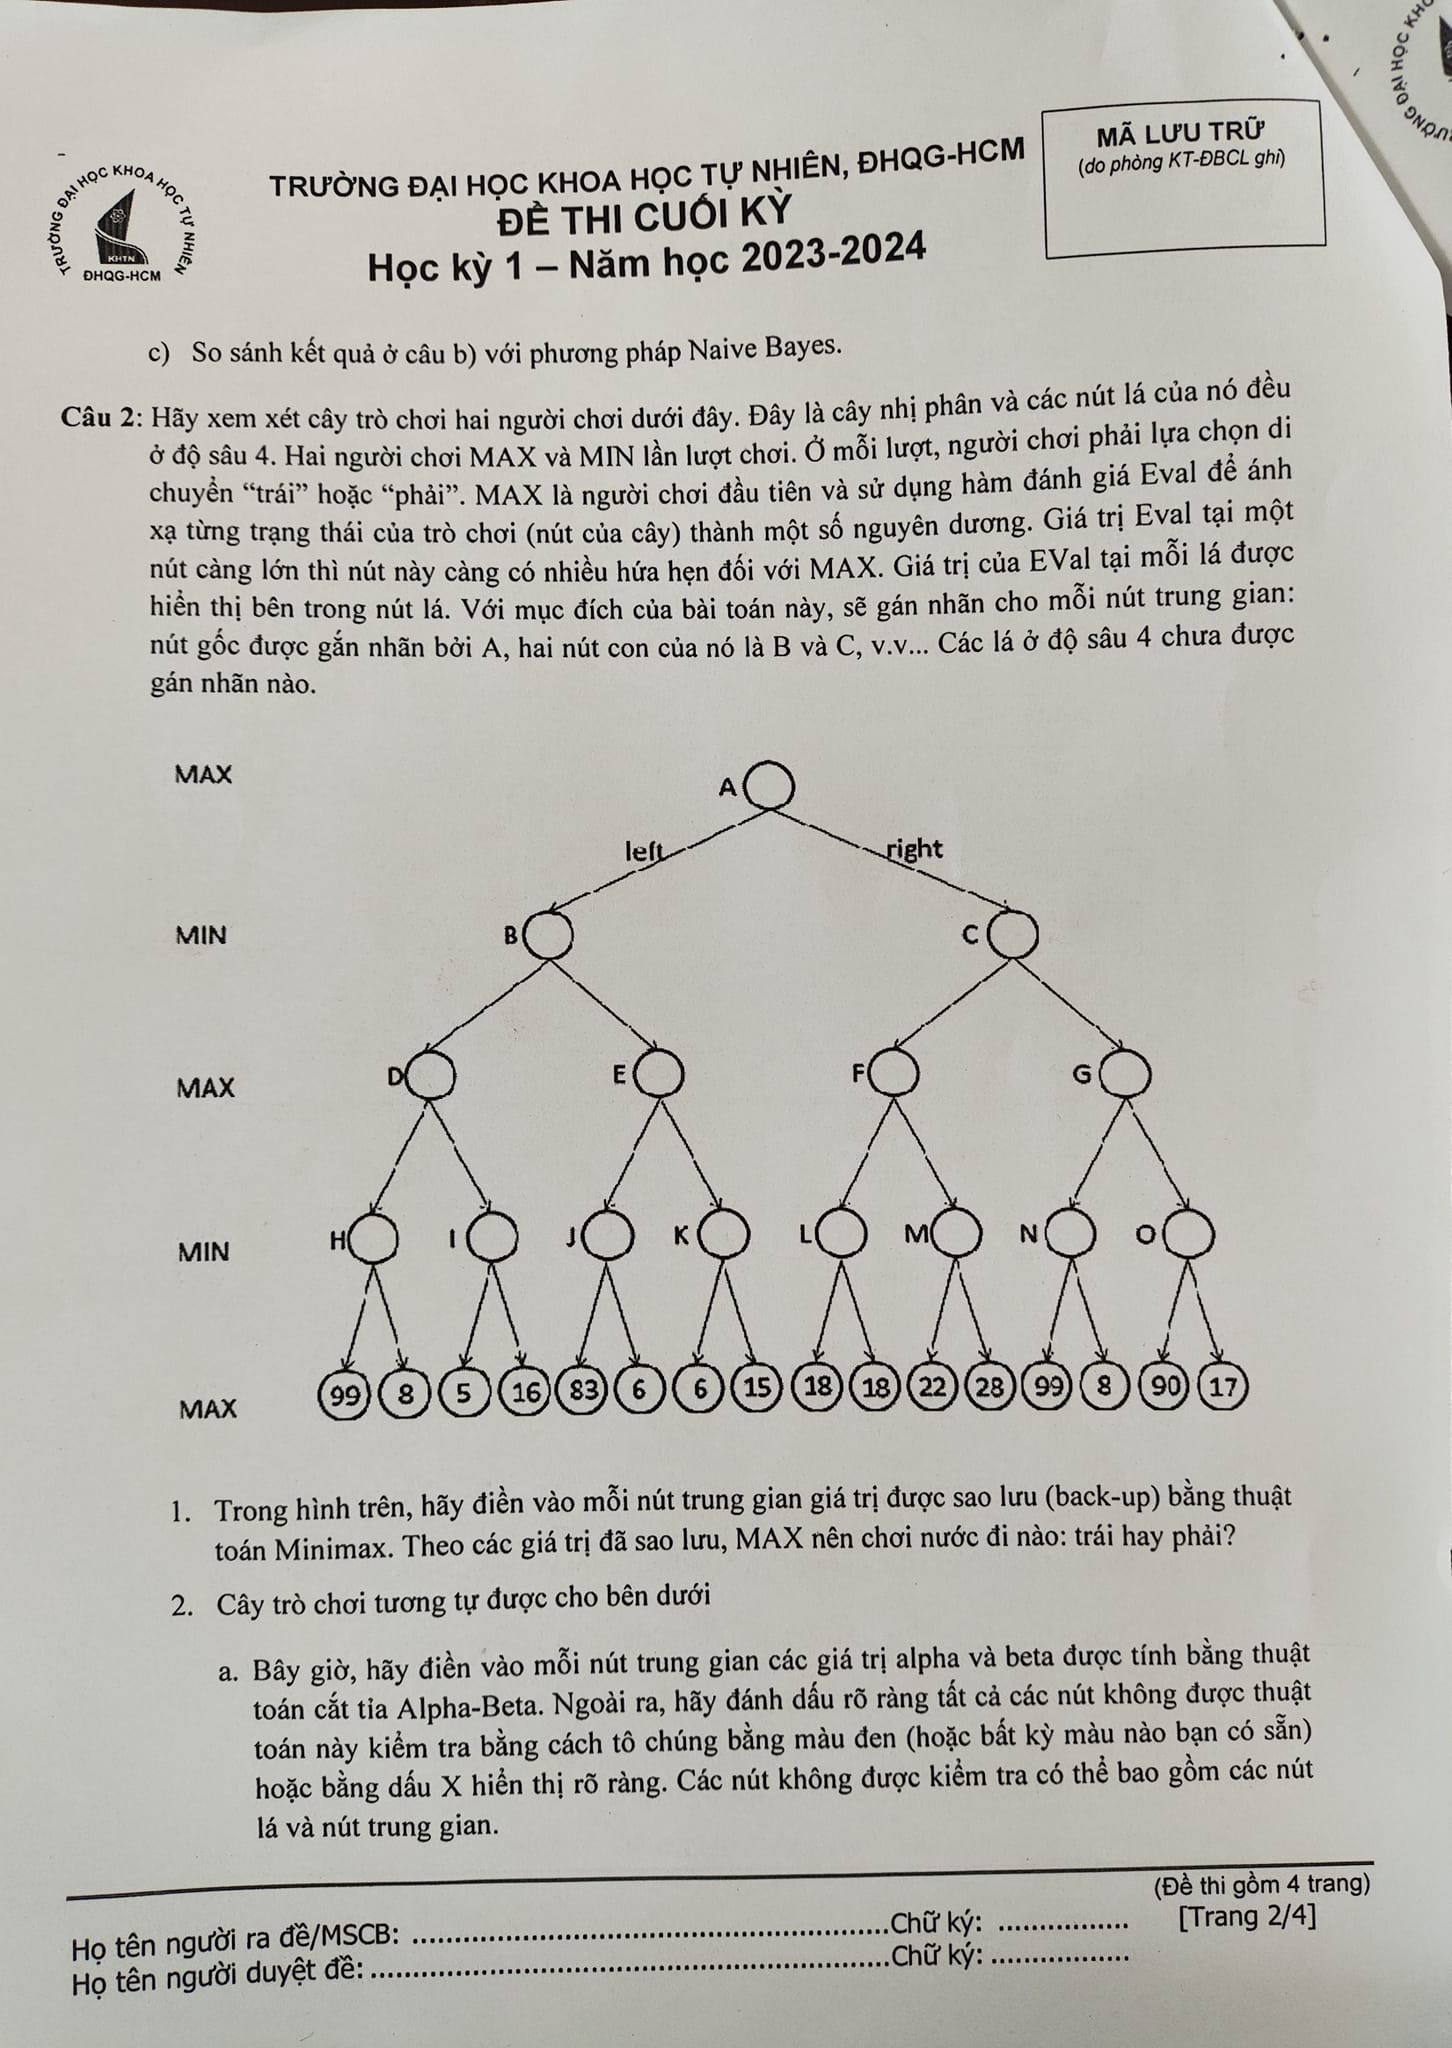 TRƯỜNG ĐẠI HỌC KHOA HỌC TỰ NHIÊN
KHTN
ĐHQG-HCM
TRƯỜNG ĐẠI HỌC KHOA HỌC TỰ NHIÊN, ĐHQG-HCM
ĐỀ THI CUỐI KỲ
Học kỳ 1 – Năm học 2023-2024
MÃ LƯU TRỮ
(do phòng KT-ĐBCL ghi)
c) So sánh kết quả ở câu b) với phương pháp Naive Bayes.
Câu 2: Hãy xem xét cây trò chơi hai người chơi dưới đây. Đây là cây nhị phân và các nút lá của nó đều
ở độ sâu 4. Hai người chơi MAX và MIN lần lượt chơi. Ở mỗi lượt, người chơi phải lựa chọn di
chuyển “trái” hoặc “phải”. MAX là người chơi đầu tiên và sử dụng hàm đánh giá Eval để ánh
xạ từng trạng thái của trò chơi (nút của cây) thành một số nguyên dương. Giá trị Eval tại một
nút càng lớn thì nút này càng có nhiều hứa hẹn đối với MAX. Giá trị của EVal tại mỗi lá được
hiển thị bên trong nút lá. Với mục đích của bài toán này, sẽ gán nhãn cho mỗi nút trung gian:
nút gốc được gắn nhãn bởi A, hai nút con của nó là B và C, v.v... Các lá ở độ sâu 4 chưa được
gán nhãn nào.
MAX A
left right
MIN B C
MAX D E F G
MIN H I J K L M N O
MAX 99 8 5 16 83 6 6 15 18 18 22 28 99 8 90 17
1. Trong hình trên, hãy điền vào mỗi nút trung gian giá trị được sao lưu (back-up) bằng thuật
toán Minimax. Theo các giá trị đã sao lưu, MAX nên chơi nước đi nào: trái hay phải?
2. Cây trò chơi tương tự được cho bên dưới
a. Bây giờ, hãy điền vào mỗi nút trung gian các giá trị alpha và beta được tính bằng thuật
toán cắt tỉa Alpha-Beta. Ngoài ra, hãy đánh dấu rõ ràng tất cả các nút không được thuật
toán này kiểm tra bằng cách tô chúng bằng màu đen (hoặc bất kỳ màu nào bạn có sẵn)
hoặc bằng dấu X hiển thị rõ ràng. Các nút không được kiểm tra có thể bao gồm các nút
lá và nút trung gian.
(Đề thi gồm 4 trang)
Họ tên người ra đề/MSCB: ..........................................................Chữ ký: ................ [Trang 2/4]
Họ tên người duyệt đề: ................................................................Chữ ký: .................